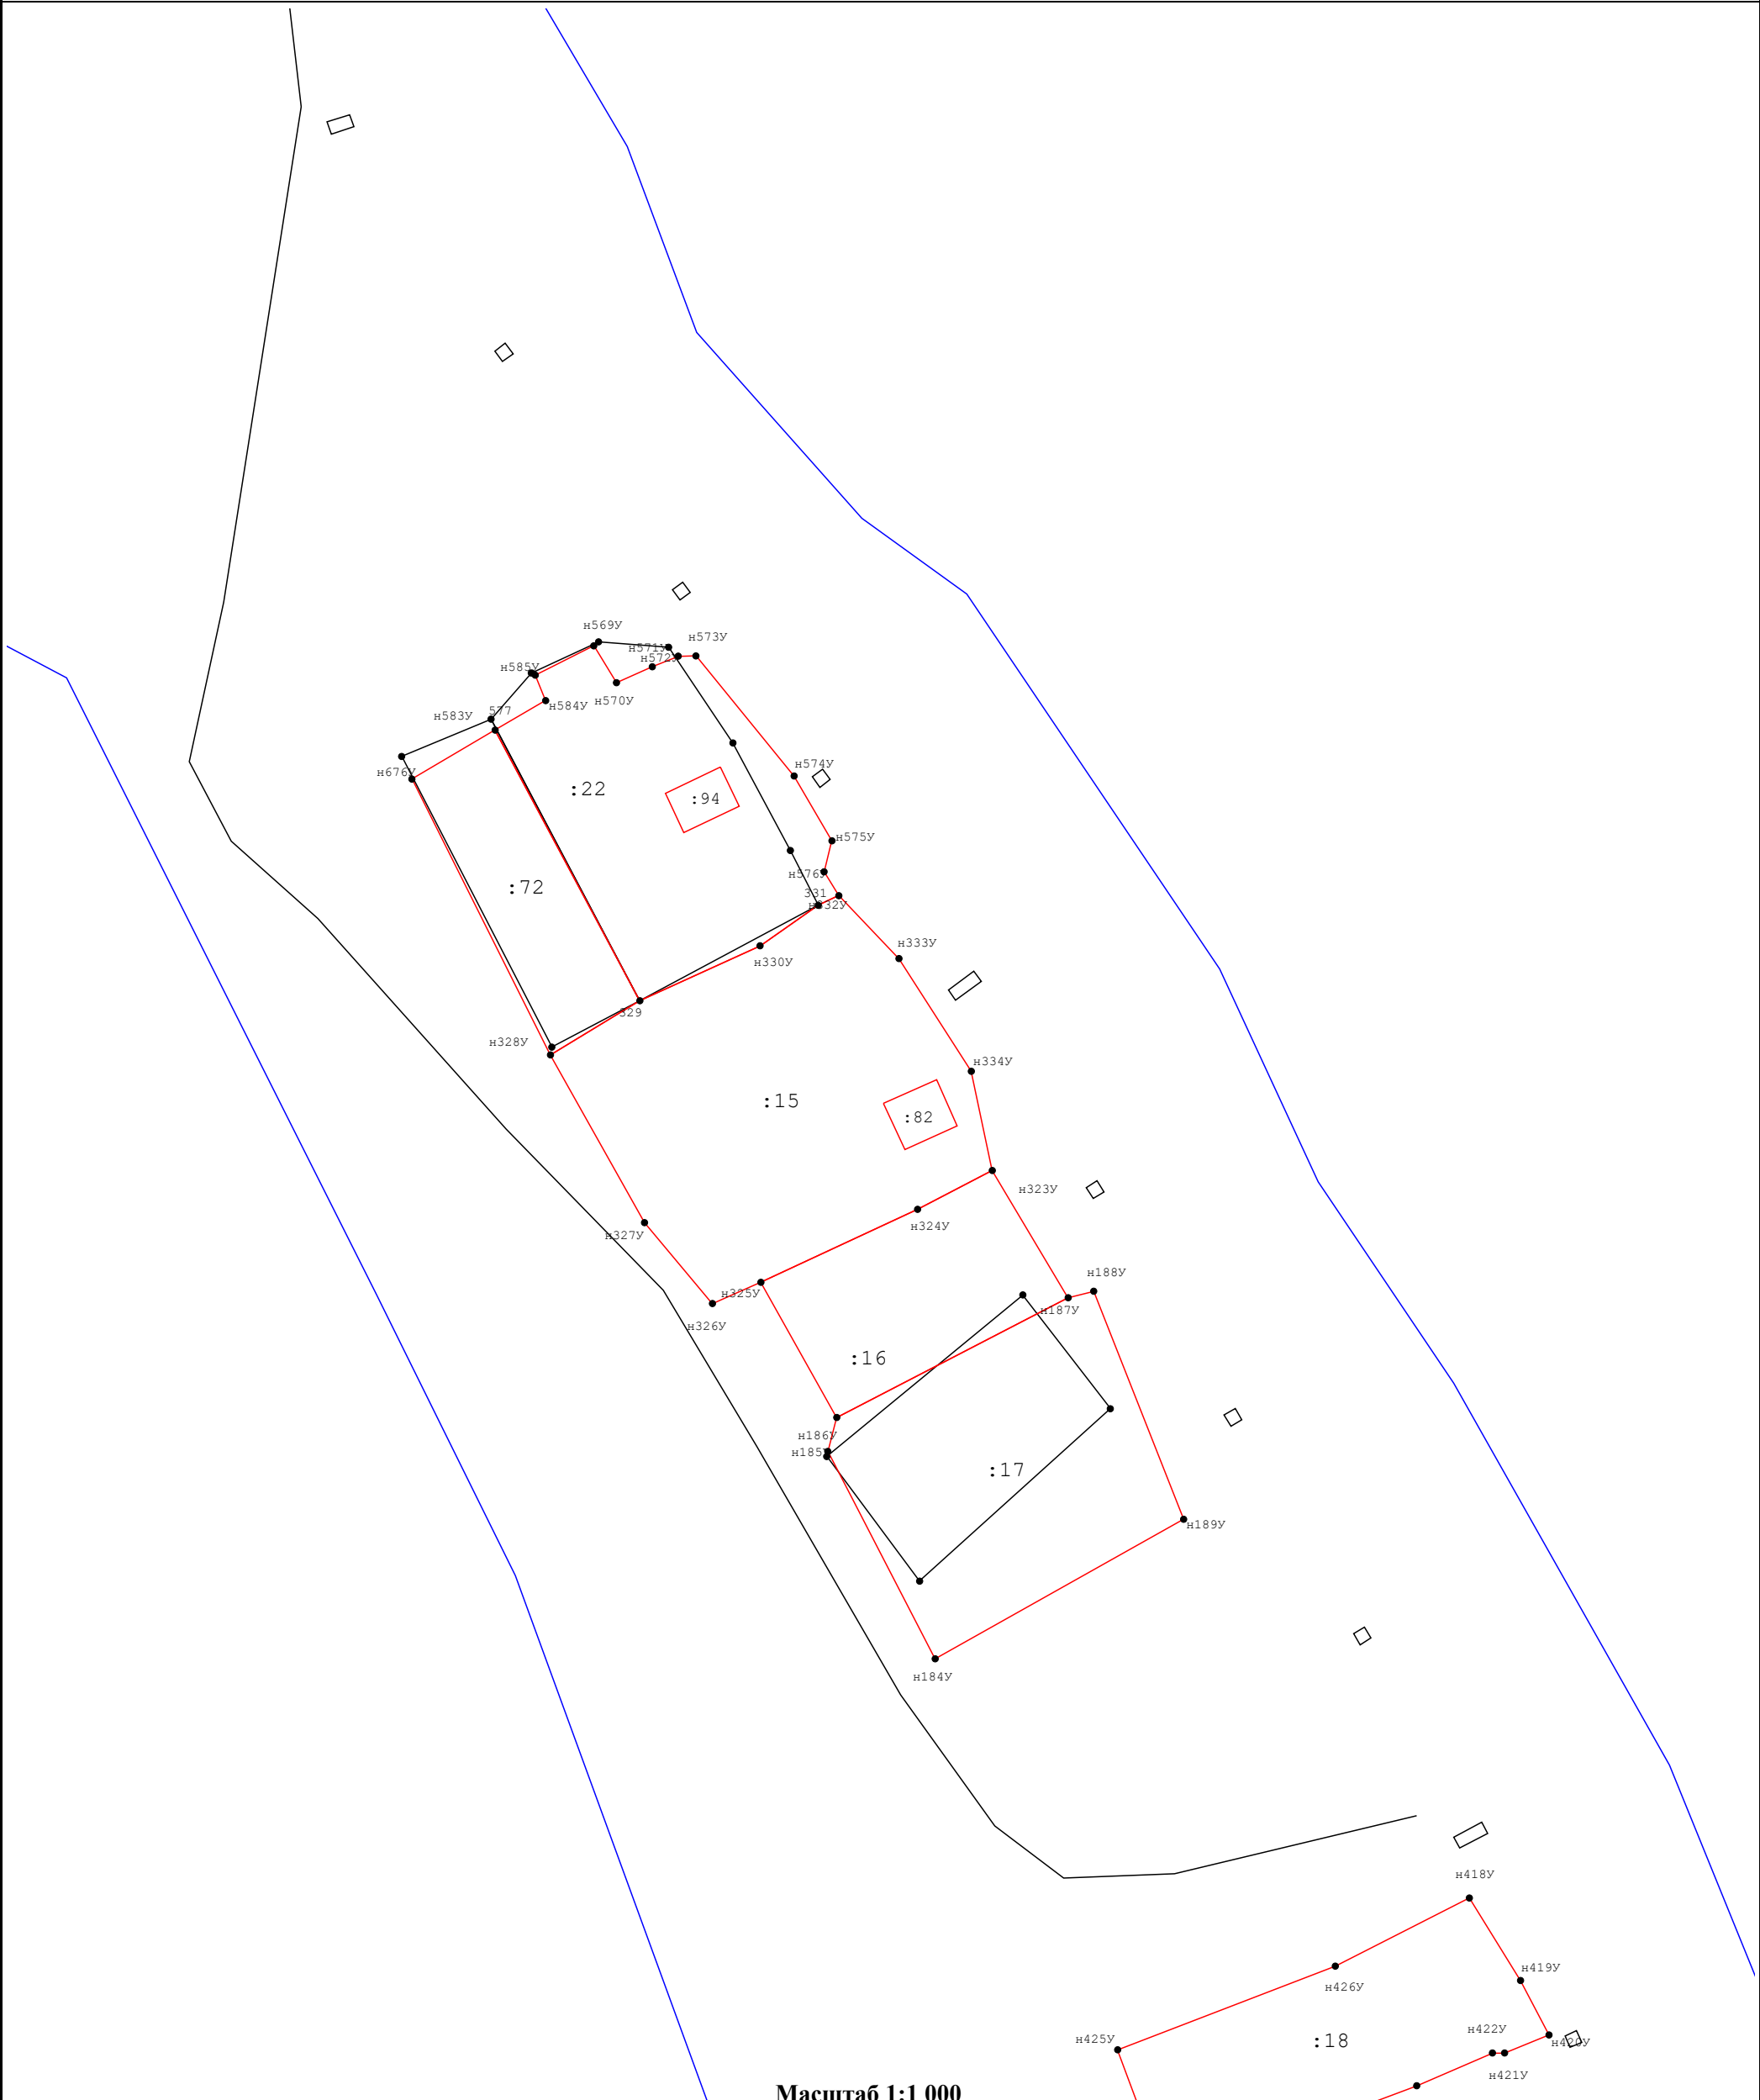 н569У
н571У
н573У
н572У
н585У
н584У
н570У
н583У
577
н676У
н574У
:22
:94
н575У
н576У
:72
331
н332У
н333У
н330У
329
н328У
н334У
:15
:82
н323У
н324У
н327У
н188У
н325У
н187У
н326У
:16
н186У
н185У
:17
н189У
н184У
н418У
н419У
н426У
н422У
н425У
:18
н420У
н421У
Масштаб 1:1 000